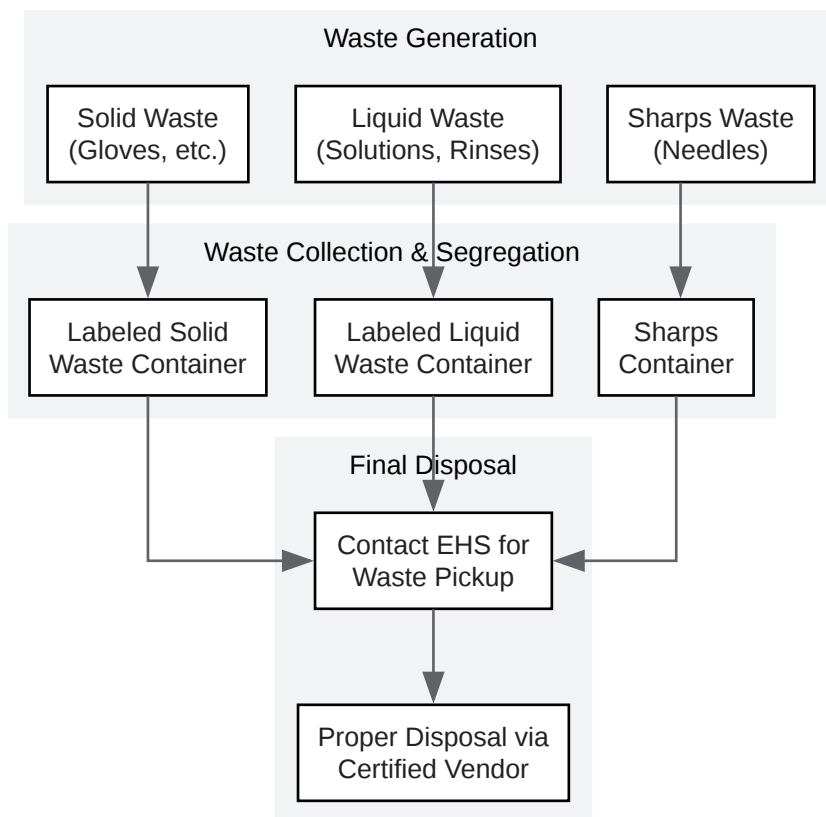 Waste Generation
Solid Waste
(Gloves, etc.)
Liquid Waste
(Solutions, Rinses)
Sharps Waste
(Needles)
Waste Collection & Segregation
Labeled Solid
Waste Container
Labeled Liquid
Waste Container
Sharps
Container
Final Disposal
Contact EHS for
Waste Pickup
Proper Disposal via
Certified Vendor